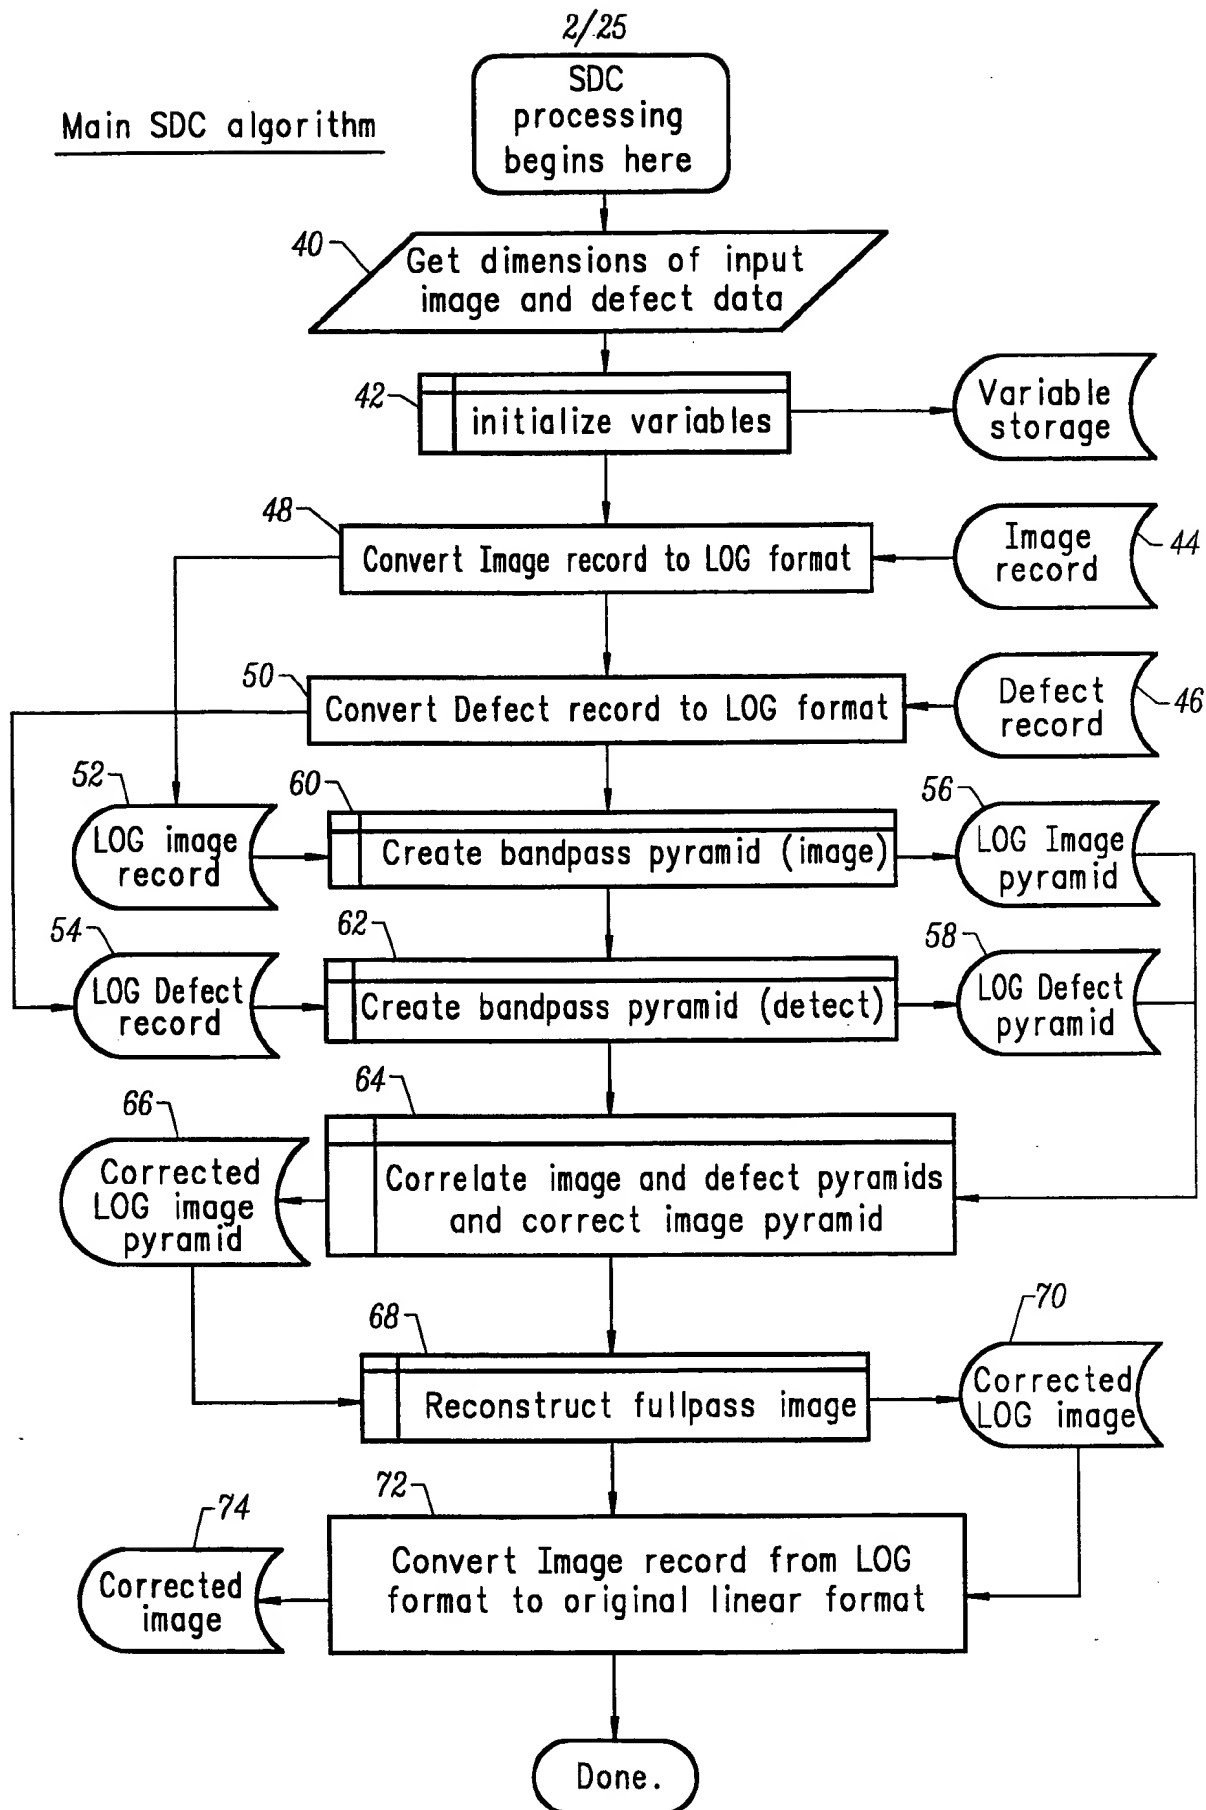 2/25
SDC
processing
begins here
Main SDC algorithm
40
Get dimensions of input
image and defect data
42
initialize variables
Variable
storage
48
Convert Image record to LOG format
Image
record
44
50
Convert Defect record to LOG format
Defect
record
46
52
LOG image
record
60
Create bandpass pyramid (image)
56
LOG Image
pyramid
54
LOG Defect
record
62
Create bandpass pyramid (detect)
58
LOG Defect
pyramid
64
Correlate image and defect pyramids
and correct image pyramid
66
Corrected
LOG image
pyramid
68
Reconstruct fullpass image
70
Corrected
LOG image
72
Convert Image record from LOG
format to original linear format
74
Corrected
image
Done.